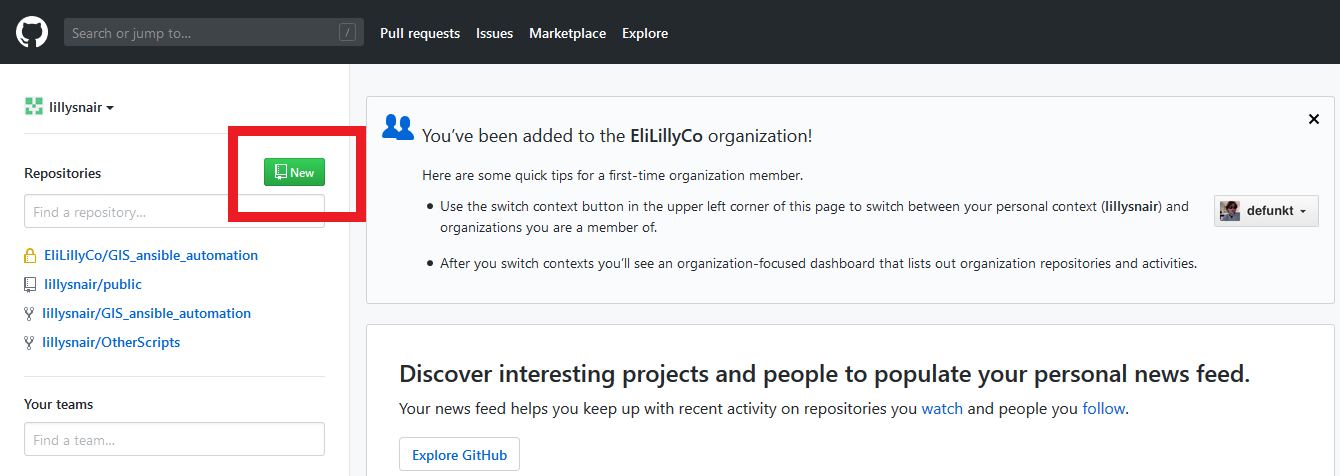 Search or jump to...
/
Pull requests
Issues
Marketplace
Explore
lillysnair
Repositories
New
Find a repository...
EliLillyCo/GIS_ansible_automation
lillysnair/public
lillysnair/GIS_ansible_automation
lillysnair/OtherScripts
Your teams
Find a team...
You've been added to the EliLillyCo organization!
Here are some quick tips for a first-time organization member.
Use the switch context button in the upper left corner of this page to switch between your personal context (lillysnair) and
organizations you are a member of.
defunkt
After you switch contexts you'll see an organization-focused dashboard that lists out organization repositories and activities.
Discover interesting projects and people to populate your personal news feed.
Your news feed helps you keep up with recent activity on repositories you watch and people you follow.
Explore GitHub